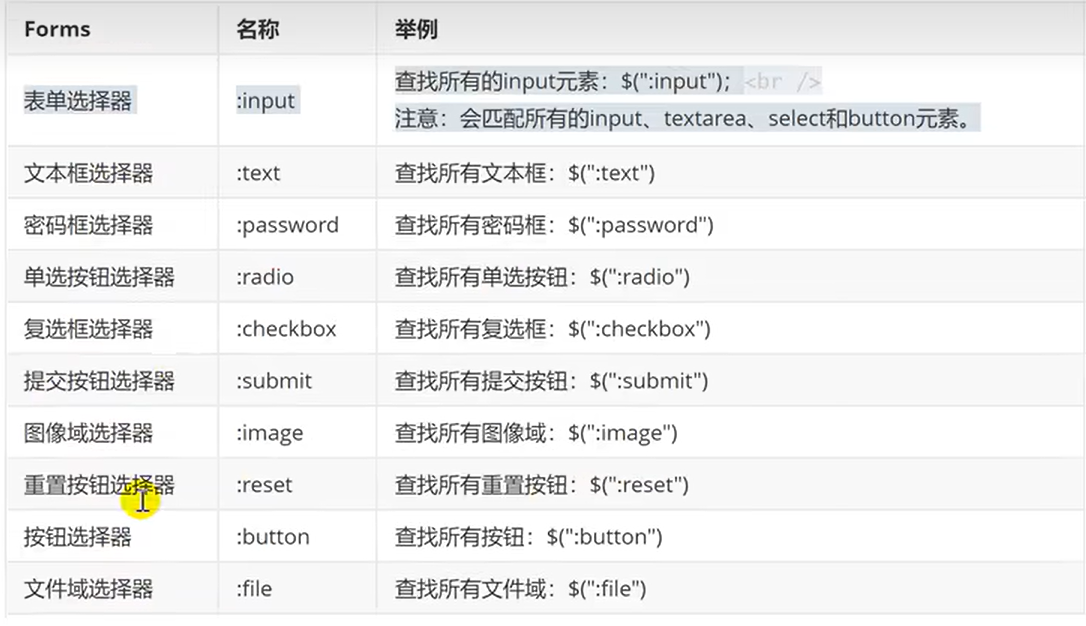 Forms 名称 举例
表单选择器 :input 查找所有的input元素：$(":input"); <br />
注意：会匹配所有的input、textarea、select和button元素。
文本框选择器 :text 查找所有文本框：$(":text")
密码框选择器 :password 查找所有密码框：$(":password")
单选按钮选择器 :radio 查找所有单选按钮：$(":radio")
复选框选择器 :checkbox 查找所有复选框：$(":checkbox")
提交按钮选择器 :submit 查找所有提交按钮：$(":submit")
图像域选择器 :image 查找所有图像域：$(":image")
重置按钮选择器 :reset 查找所有重置按钮：$(":reset")
按钮选择器 :button 查找所有按钮：$(":button")
文件域选择器 :file 查找所有文件域：$(":file")